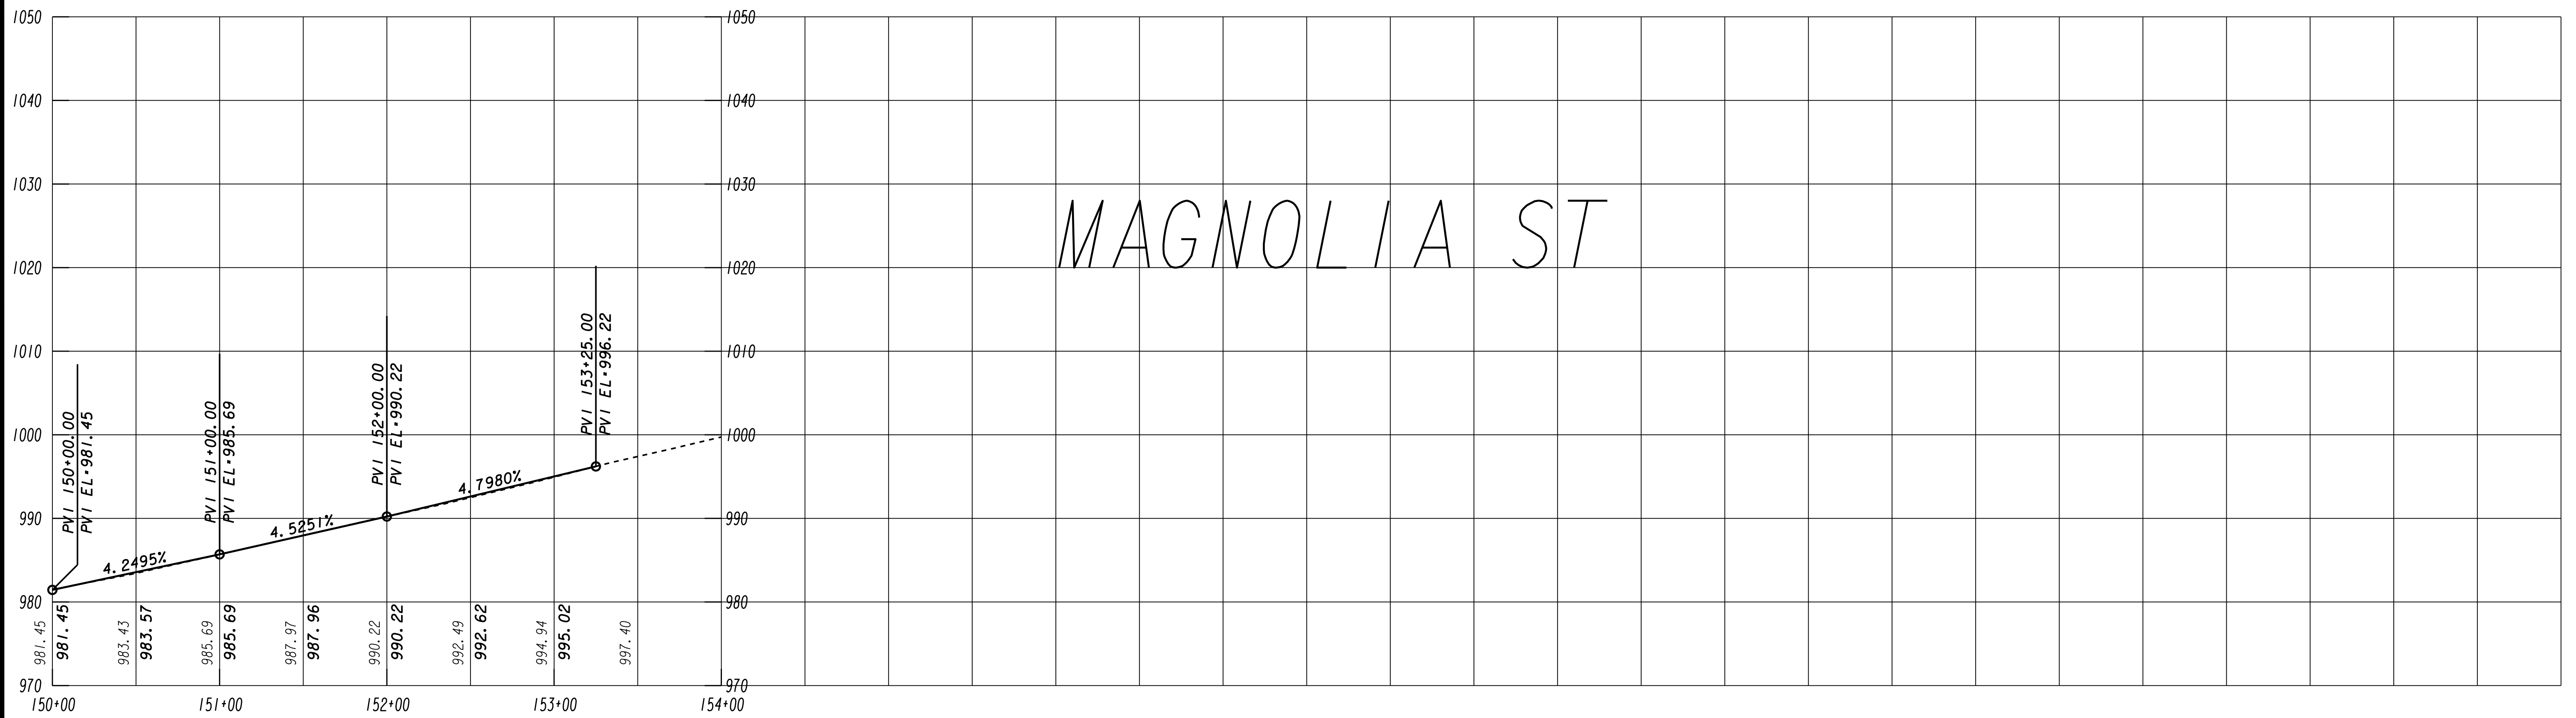 1050 1050
1040 1040
1030 1030
MAGNOLIA ST
1020 1020
1010 1010
1000 1000
990 990
980 980
970 970
PVI 150+00.00
PVI EL=981.45
PVI 151+00.00
PVI EL=985.69
PVI 152+00.00
PVI EL=990.22
PVI 153+25.00
PVI EL=996.22
4.2495%
4.5251%
4.7980%
981.45
981.45
983.43
983.57
985.69
985.69
987.97
987.96
990.22
990.22
992.49
992.62
994.94
995.02
997.40
150+00 151+00 152+00 153+00 154+00